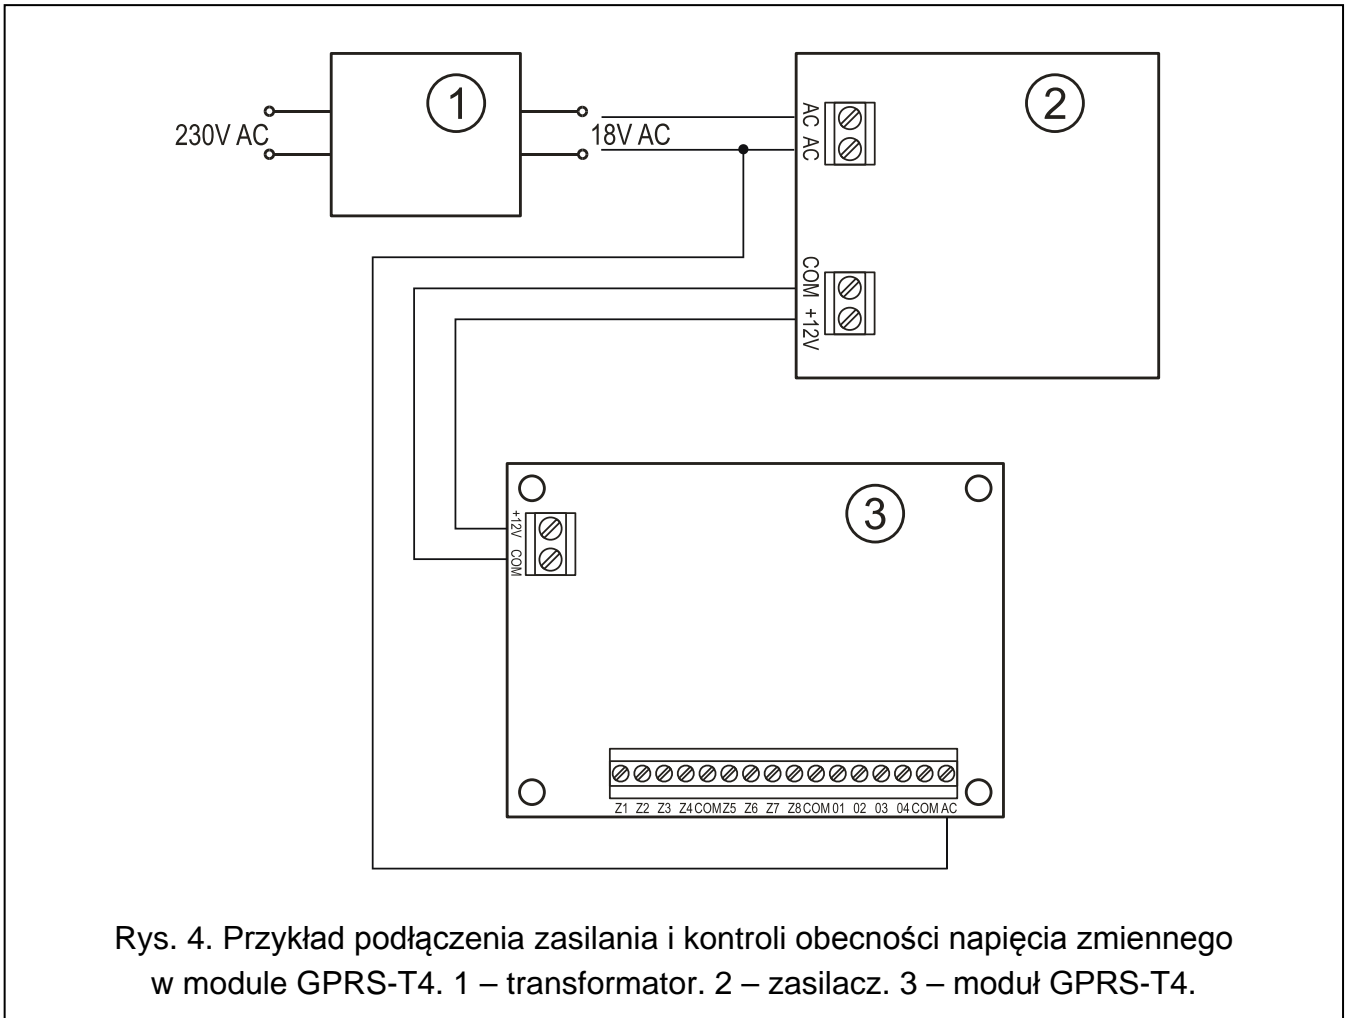 1
2
230V AC
18V AC
AC
AC
COM
+12V
3
+12V
COM
Z1 Z2 Z3 Z4 COM Z5 Z6 Z7 Z8 COM 01 02 03 04 COM AC
Rys. 4. Przykład podłączenia zasilania i kontroli obecności napięcia zmiennego
w module GPRS-T4. 1 – transformator. 2 – zasilacz. 3 – moduł GPRS-T4.